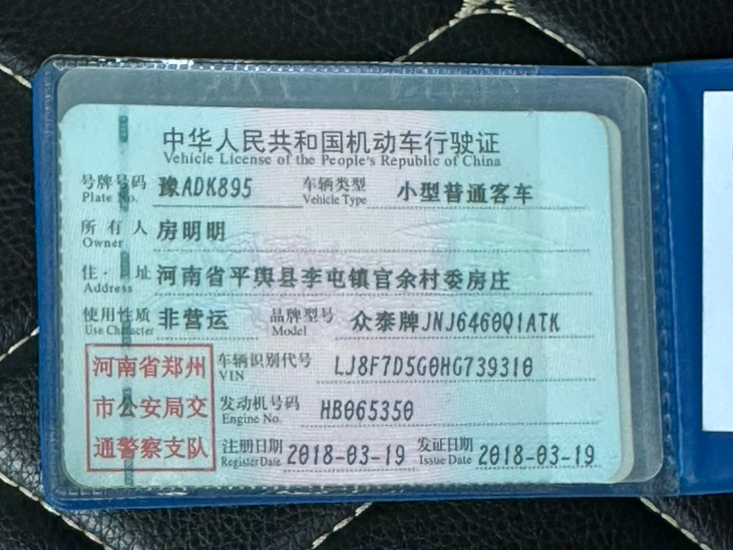 中华人民共和国机动车行驶证
Vehicle License of the People's Republic of China
号牌号码 豫ADK895 车辆类型 小型普通客车
Plate No. Vehicle Type
所有人 房明明
Owner
住址 河南省平舆县李屯镇官余村委房庄
Address
使用性质 非营运 品牌型号 众泰牌JNJ6460Q1ATK
Use Character Model
河南省郑州 车辆识别代号 LJ8F7D5G0HG739310
VIN
市公安局交 发动机号码 HB065350
Engine No.
通警察支队 注册日期 2018-03-19 发证日期 2018-03-19
Register Date Issue Date